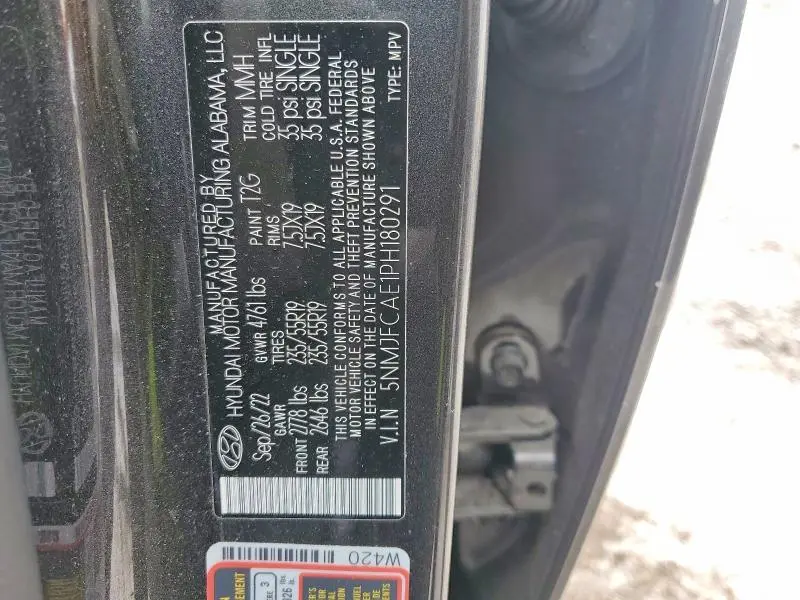 MANUFACTURED BY
HYUNDAI MOTOR MANUFACTURING ALABAMA, LLC
Sep/26/22 GVWR 4761 lbs PAINT T2G TRIM MMH
GAWR TIRES RIMS COLD TIRE INFL
FRONT 2778 lbs 235/55R19 7.5JX19 35 psi SINGLE
REAR 2646 lbs 235/55R19 7.5JX19 35 psi SINGLE
THIS VEHICLE CONFORMS TO ALL APPLICABLE U.S.A. FEDERAL
MOTOR VEHICLE SAFETY AND THEFT PREVENTION STANDARDS
IN EFFECT ON THE DATE OF MANUFACTURE SHOWN ABOVE
V.I.N 5NMJFCAE1PH180291 TYPE: MPV
W420
3